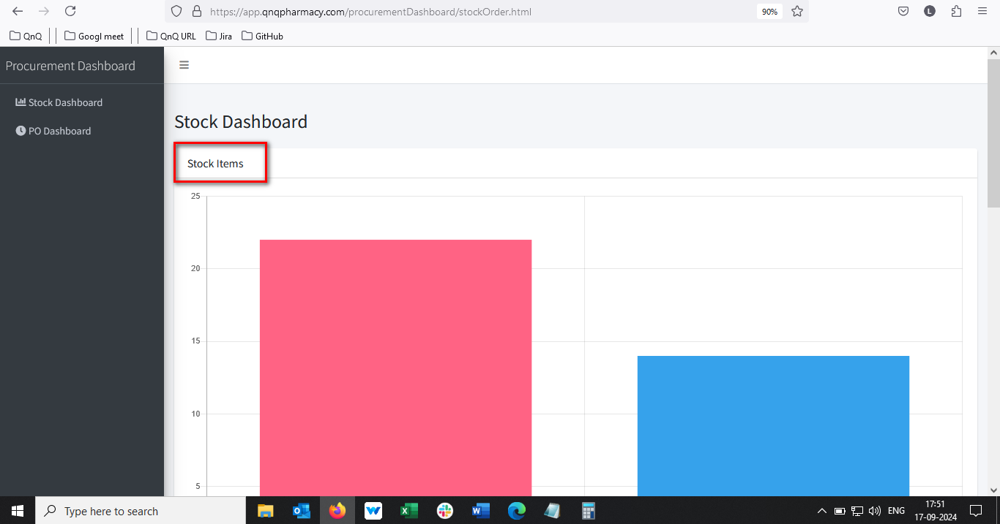 https://app.qnqpharmacy.com/procurementDashboard/stockOrder.html
90%
L
QnQ
Googl meet
QnQ URL
Jira
GitHub
Procurement Dashboard
Stock Dashboard
PO Dashboard
Stock Dashboard
Stock Items
25
20
15
10
5
Type here to search
ENG
17:51
17-09-2024